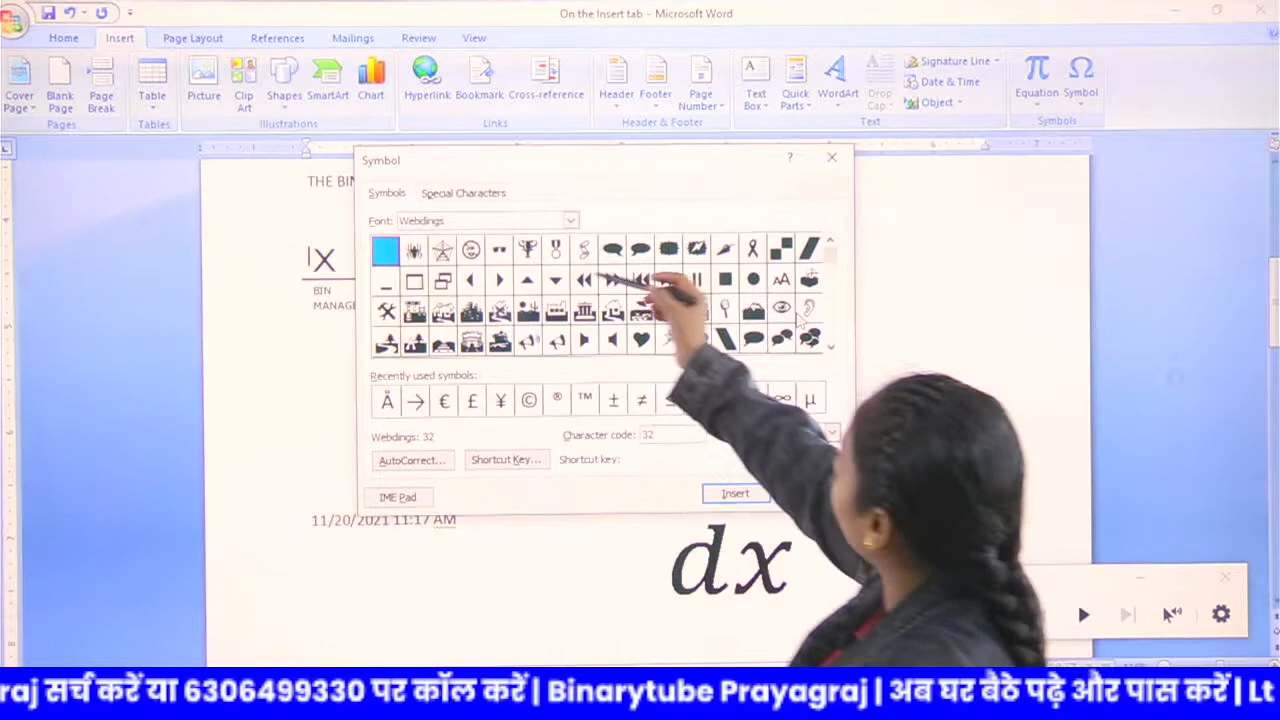 On the Insert tab - Microsoft Word
Home Insert Page Layout References Mailings Review View
Cover Page Blank Page Page Break Table Picture Clip Art Shapes SmartArt Chart Hyperlink Bookmark Cross-reference Header Footer Page Number Text Box Quick Parts WordArt Drop Cap Signature Line Date & Time Object Equation Symbol
Pages Tables Illustrations Links Header & Footer Text Symbols
Symbol
THE BIN
Symbols Special Characters
Font: Webdings
X
BIN
MANAGE
Recently used symbols:
Å → € £ ¥ © ® ™ ± ≠ ∞ µ
Webdings: 32 Character code: 32
AutoCorrect... Shortcut Key... Shortcut key:
IME Pad Insert
11/20/2021 11:17 AM
dx
raj सर्च करें या 6306499330 पर कॉल करें | Binarytube Prayagraj | अब घर बैठे पढ़े और पास करें | Lt